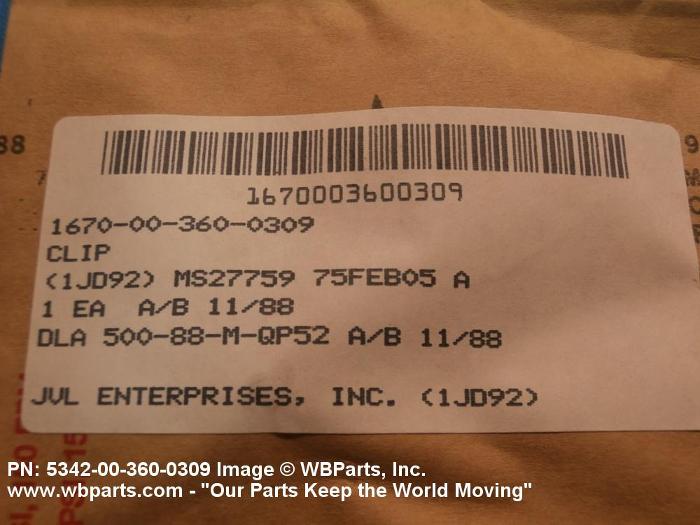 88
1670003600309
1670-00-360-0309
CLIP
(1JD92) MS27759 75FEB05 A
1 EA A/B 11/88
DLA 500-88-M-QP52 A/B 11/88
JVL ENTERPRISES, INC. (1JD92)
PN: 5342-00-360-0309 Image © WBParts, Inc.
www.wbparts.com - "Our Parts Keep the World Moving"